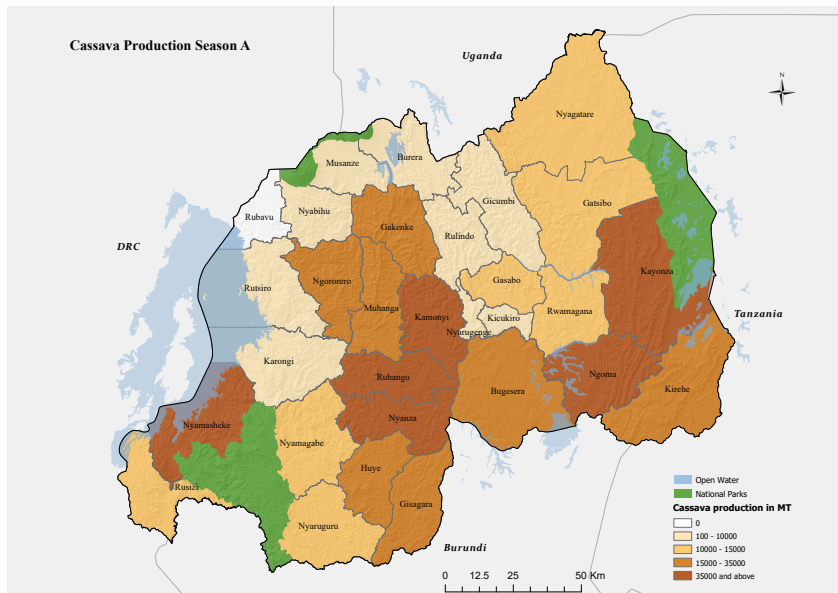 Cassava Production Season A
Uganda
N
Nyagatare
Burera
Musanze
Gicumbi
Gatsibo
Nyabihu
Rubavu
Gakenke
Rulindo
DRC
Kayonza
Ngororero
Gasabo
Rutsiro
Muhanga
Rwamagana
Kamonyi
Tanzania
Kicukiro
Nyarugenge
Karongi
Ruhango
Ngoma
Bugesera
Kirehe
Nyanza
Nyamasheke
Nyamagabe
Huye
Rusizi
Gisagara
Nyaruguru
Burundi
Open Water
National Parks
Cassava production in MT
0
100 - 10000
10000 - 15000
15000 - 35000
35000 and above
0 12.5 25 50 Km